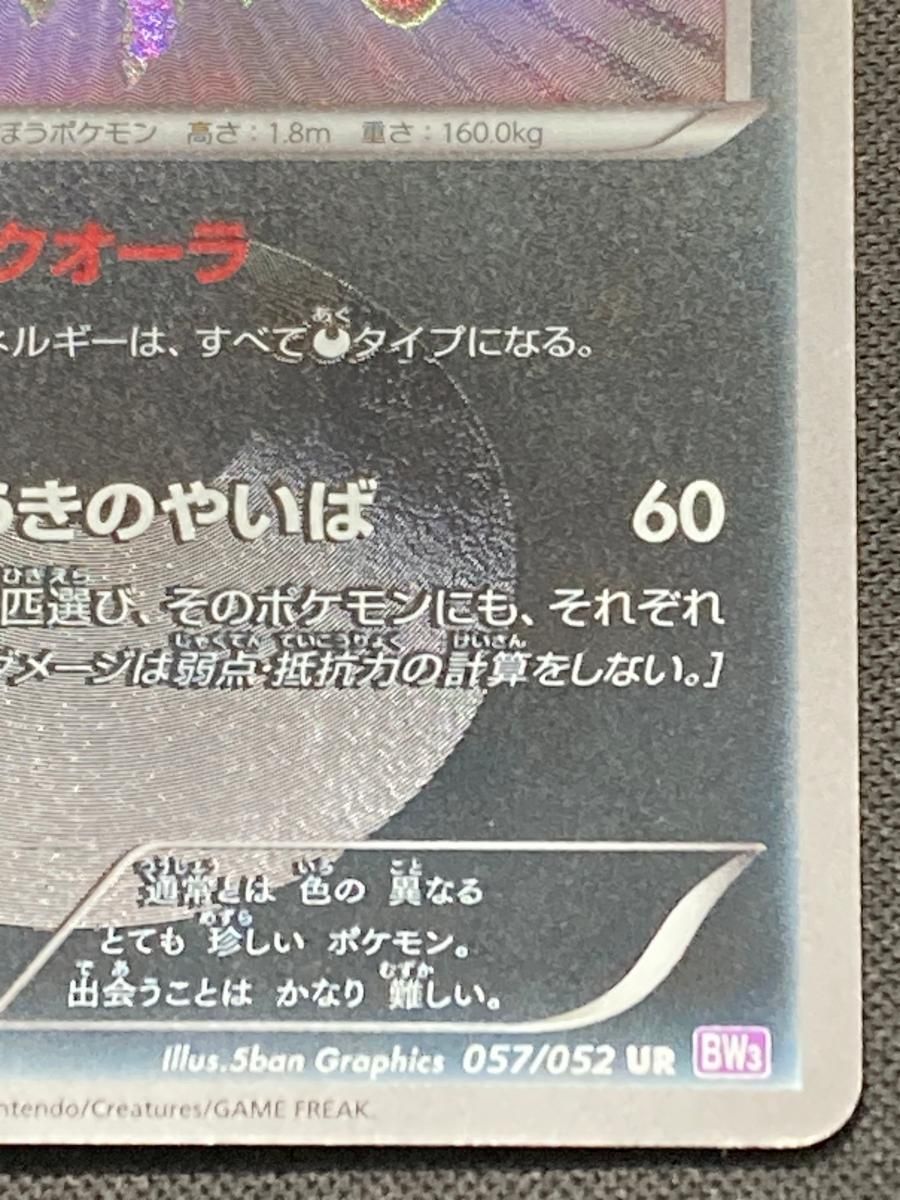 ほうポケモン 高さ：1.8m 重さ：160.0kg
クオーラ
ネルギーは、すべてタイプになる。
あく
うきのやいば 60
ひき えら
匹選び、そのポケモンにも、それぞれ
じゃくてん ていこうりょく けいさん
ダメージは弱点・抵抗力の計算をしない。］
つうじょう いろ こと
通常とは 色の 異なる
めずら
とても 珍しい ポケモン。
で あ むずか
出会うことは かなり 難しい。
Illus.5ban Graphics 057/052 UR BW3
ntendo/Creatures/GAME FREAK.